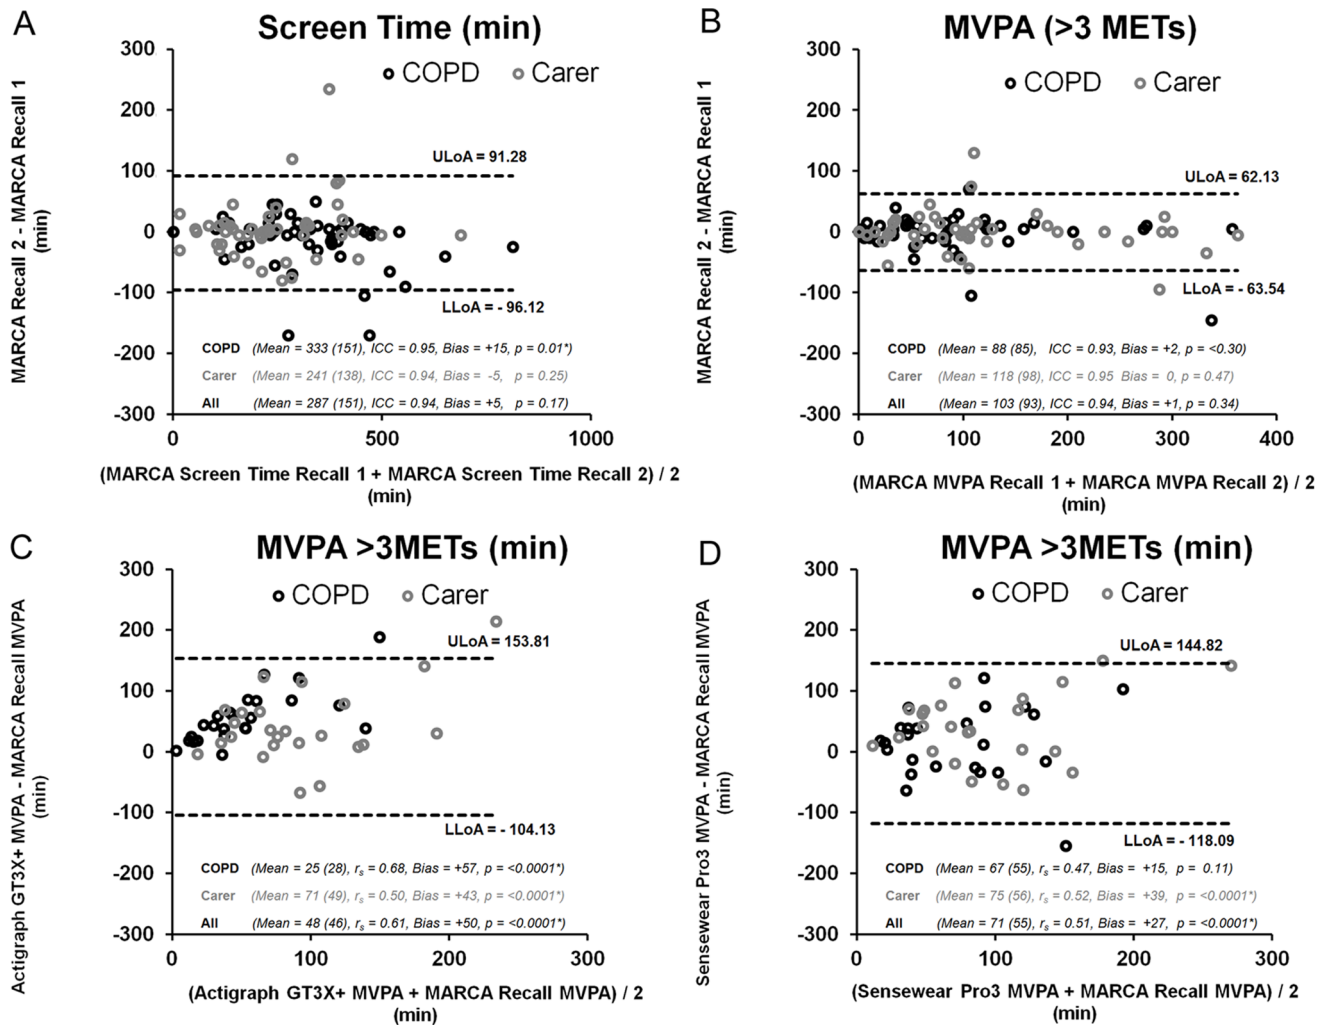 A
Screen Time (min)
300
200
100
0
-100
-200
-300
MARCA Recall 2 - MARCA Recall 1
(min)
COPD
Carer
ULoA = 91.28
LLoA = - 96.12
COPD (Mean = 333 (151), ICC = 0.95, Bias = +15, p = 0.01*)
Carer (Mean = 241 (138), ICC = 0.94, Bias = -5, p = 0.25)
All (Mean = 287 (151), ICC = 0.94, Bias = +5, p = 0.17)
0 500 1000
(MARCA Screen Time Recall 1 + MARCA Screen Time Recall 2) / 2
(min)
B
MVPA (>3 METs)
300
200
100
0
-100
-200
-300
MARCA Recall 2 - MARCA Recall 1
(min)
COPD
Carer
ULoA = 62.13
LLoA = - 63.54
COPD (Mean = 88 (85), ICC = 0.93, Bias = +2, p = <0.30)
Carer (Mean = 118 (98), ICC = 0.95 Bias = 0, p = 0.47)
All (Mean = 103 (93), ICC = 0.94, Bias = +1, p = 0.34)
0 100 200 300 400
(MARCA MVPA Recall 1 + MARCA MVPA Recall 2) / 2
(min)
C
MVPA >3METs (min)
300
200
100
0
-100
-200
-300
Actigraph GT3X+ MVPA - MARCA Recall MVPA
(min)
COPD
Carer
ULoA = 153.81
LLoA = - 104.13
COPD (Mean = 25 (28), rs = 0.68, Bias = +57, p = <0.0001*)
Carer (Mean = 71 (49), rs = 0.50, Bias = +43, p = <0.0001*)
All (Mean = 48 (46), rs = 0.61, Bias = +50, p = <0.0001*)
0 100 200 300
(Actigraph GT3X+ MVPA + MARCA Recall MVPA) / 2
(min)
D
MVPA >3METs (min)
300
200
100
0
-100
-200
-300
Sensewear Pro3 MVPA - MARCA Recall MVPA
(min)
COPD
Carer
ULoA = 144.82
LLoA = - 118.09
COPD (Mean = 67 (55), rs = 0.47, Bias = +15, p = 0.11)
Carer (Mean = 75 (56), rs = 0.52, Bias = +39, p = <0.0001*)
All (Mean = 71 (55), rs = 0.51, Bias = +27, p = <0.0001*)
0 100 200 300
(Sensewear Pro3 MVPA + MARCA Recall MVPA) / 2
(min)